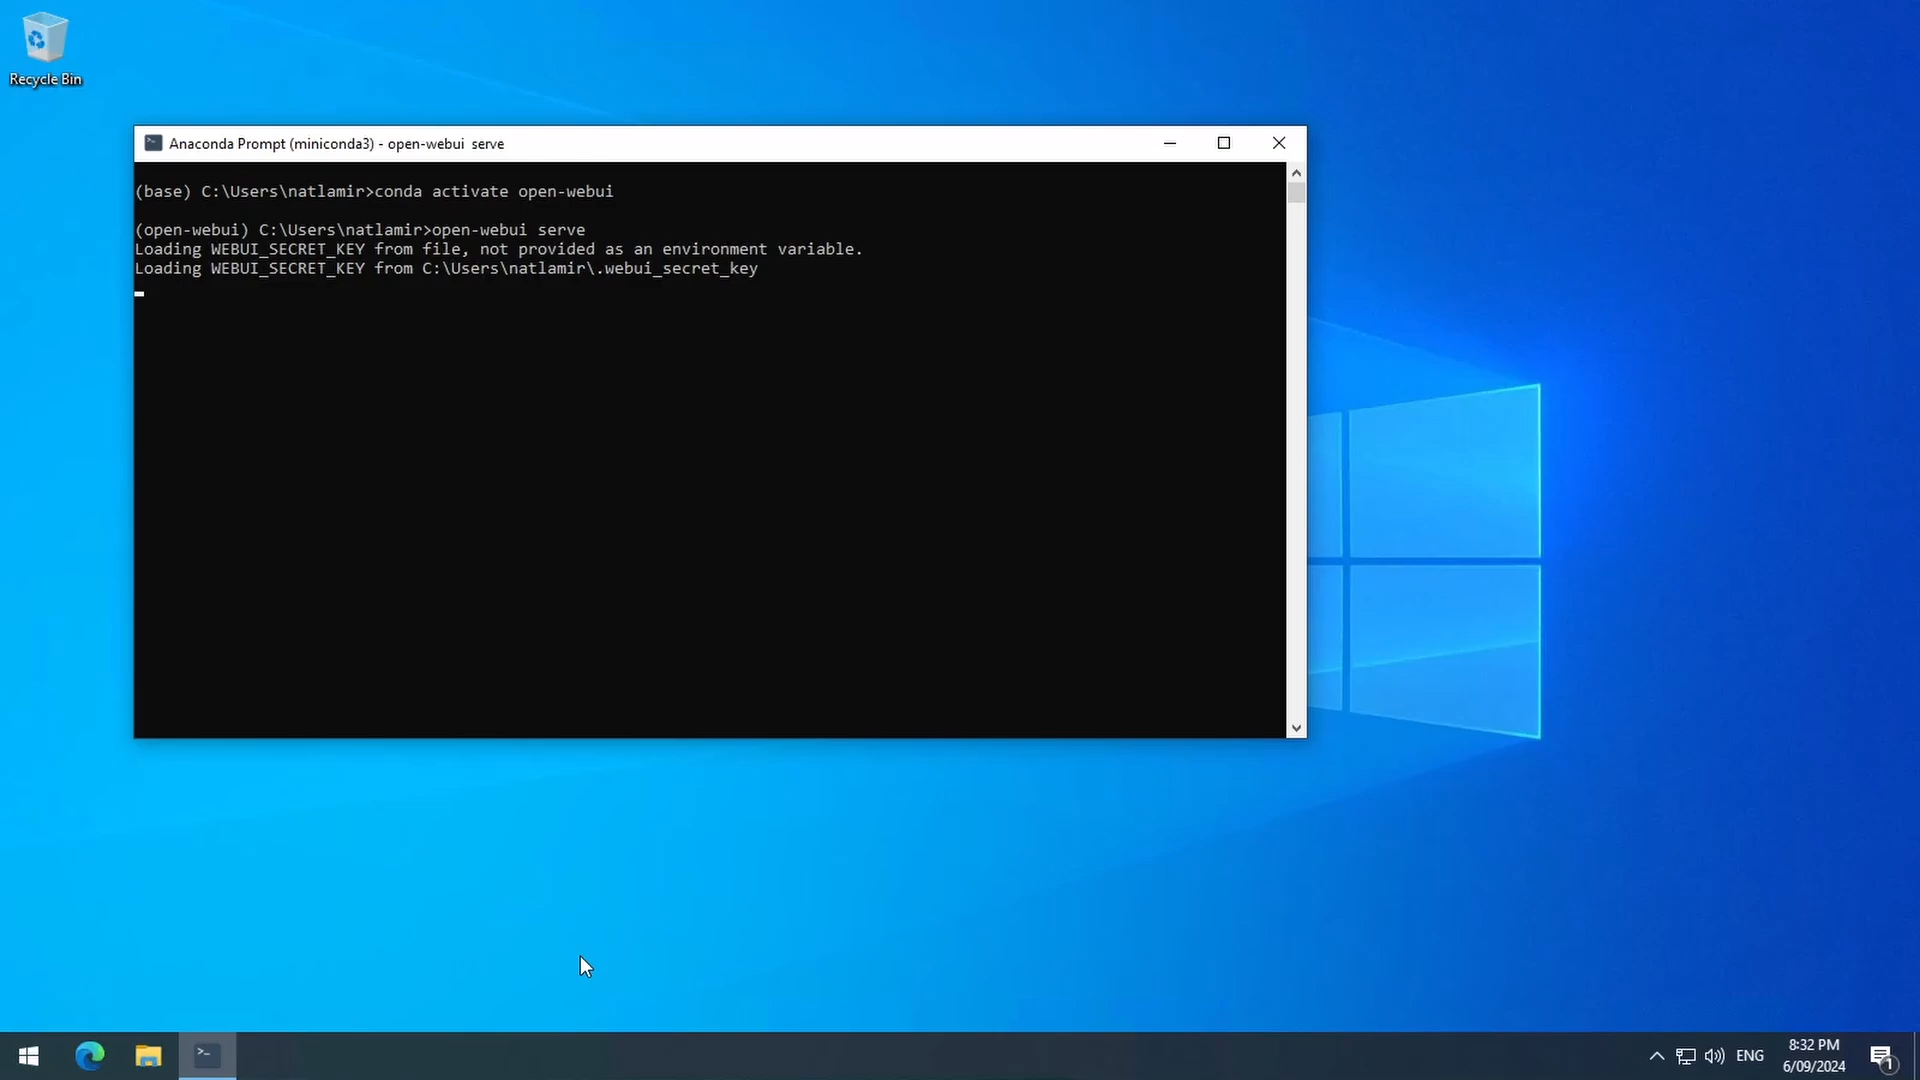 Recycle Bin
Anaconda Prompt (miniconda3) - open-webui  serve
(base) C:\Users\natlamir>conda activate open-webui
(open-webui) C:\Users\natlamir>open-webui serve
Loading WEBUI_SECRET_KEY from file, not provided as an environment variable.
Loading WEBUI_SECRET_KEY from C:\Users\natlamir\.webui_secret_key
ENG
8:32 PM
6/09/2024
1